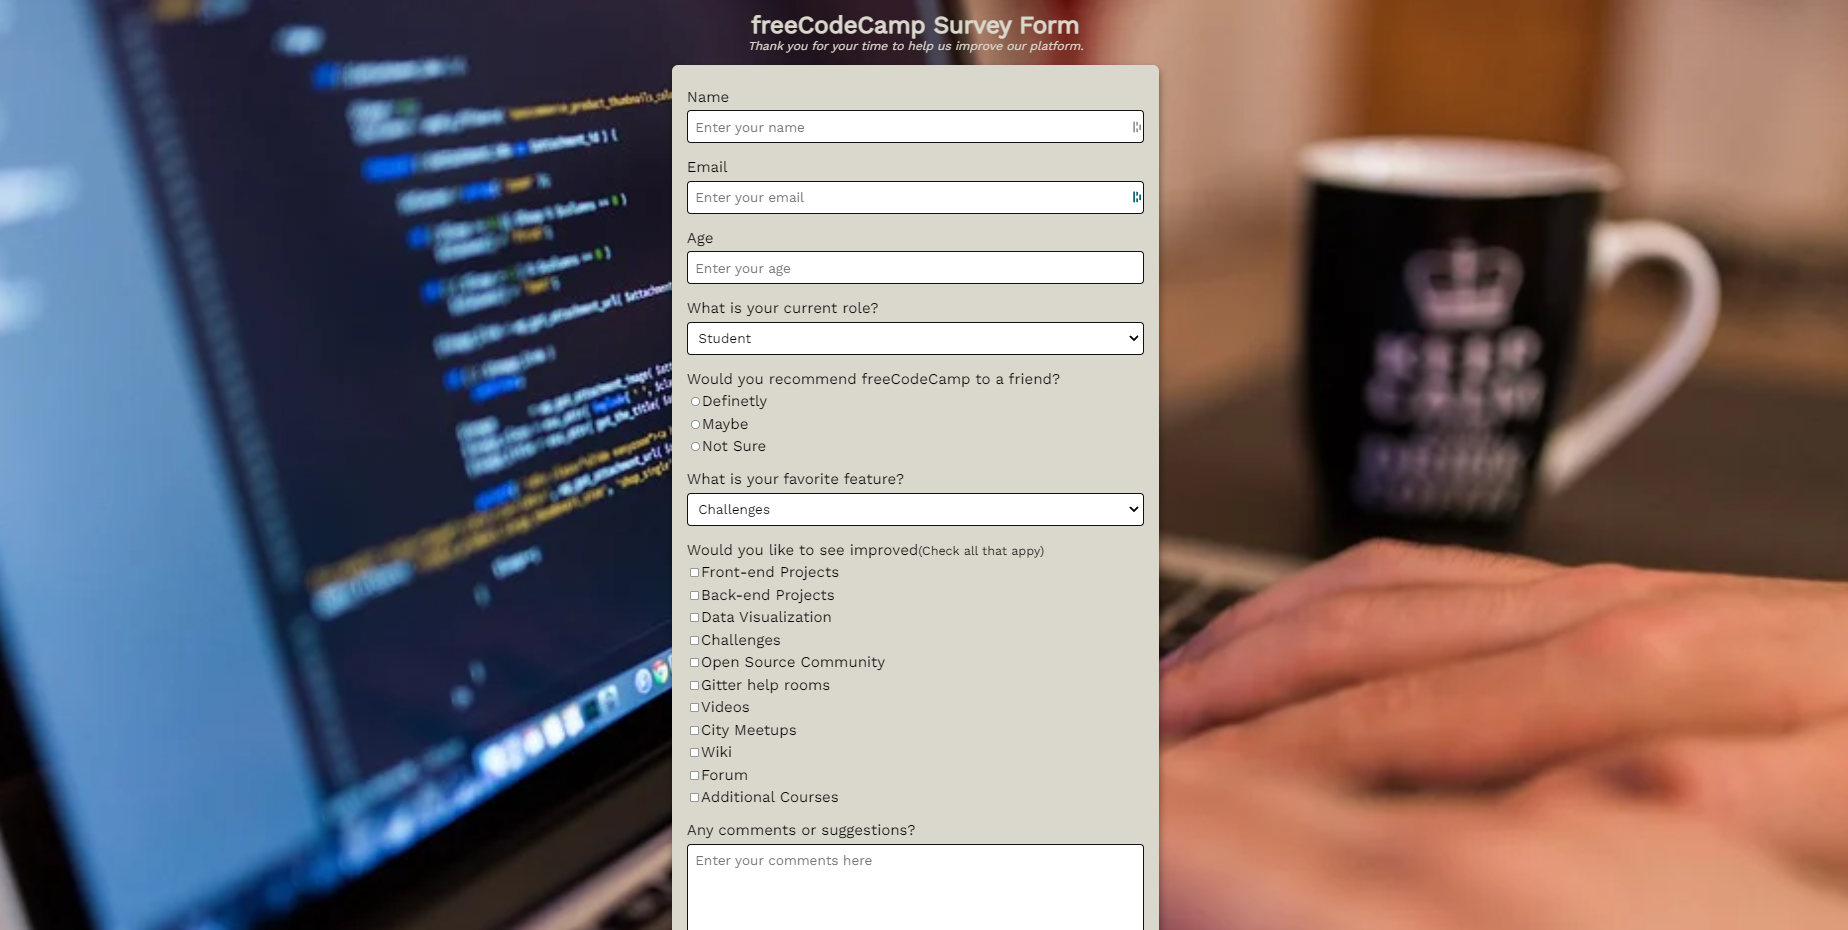 freeCodeCamp Survey Form
Thank you for your time to help us improve our platform.
Name
Enter your name
Email
Enter your email
Age
Enter your age
What is your current role?
Student
Would you recommend freeCodeCamp to a friend?
Definetly
Maybe
Not Sure
What is your favorite feature?
Challenges
Would you like to see improved(Check all that appy)
Front-end Projects
Back-end Projects
Data Visualization
Challenges
Open Source Community
Gitter help rooms
Videos
City Meetups
Wiki
Forum
Additional Courses
Any comments or suggestions?
Enter your comments here